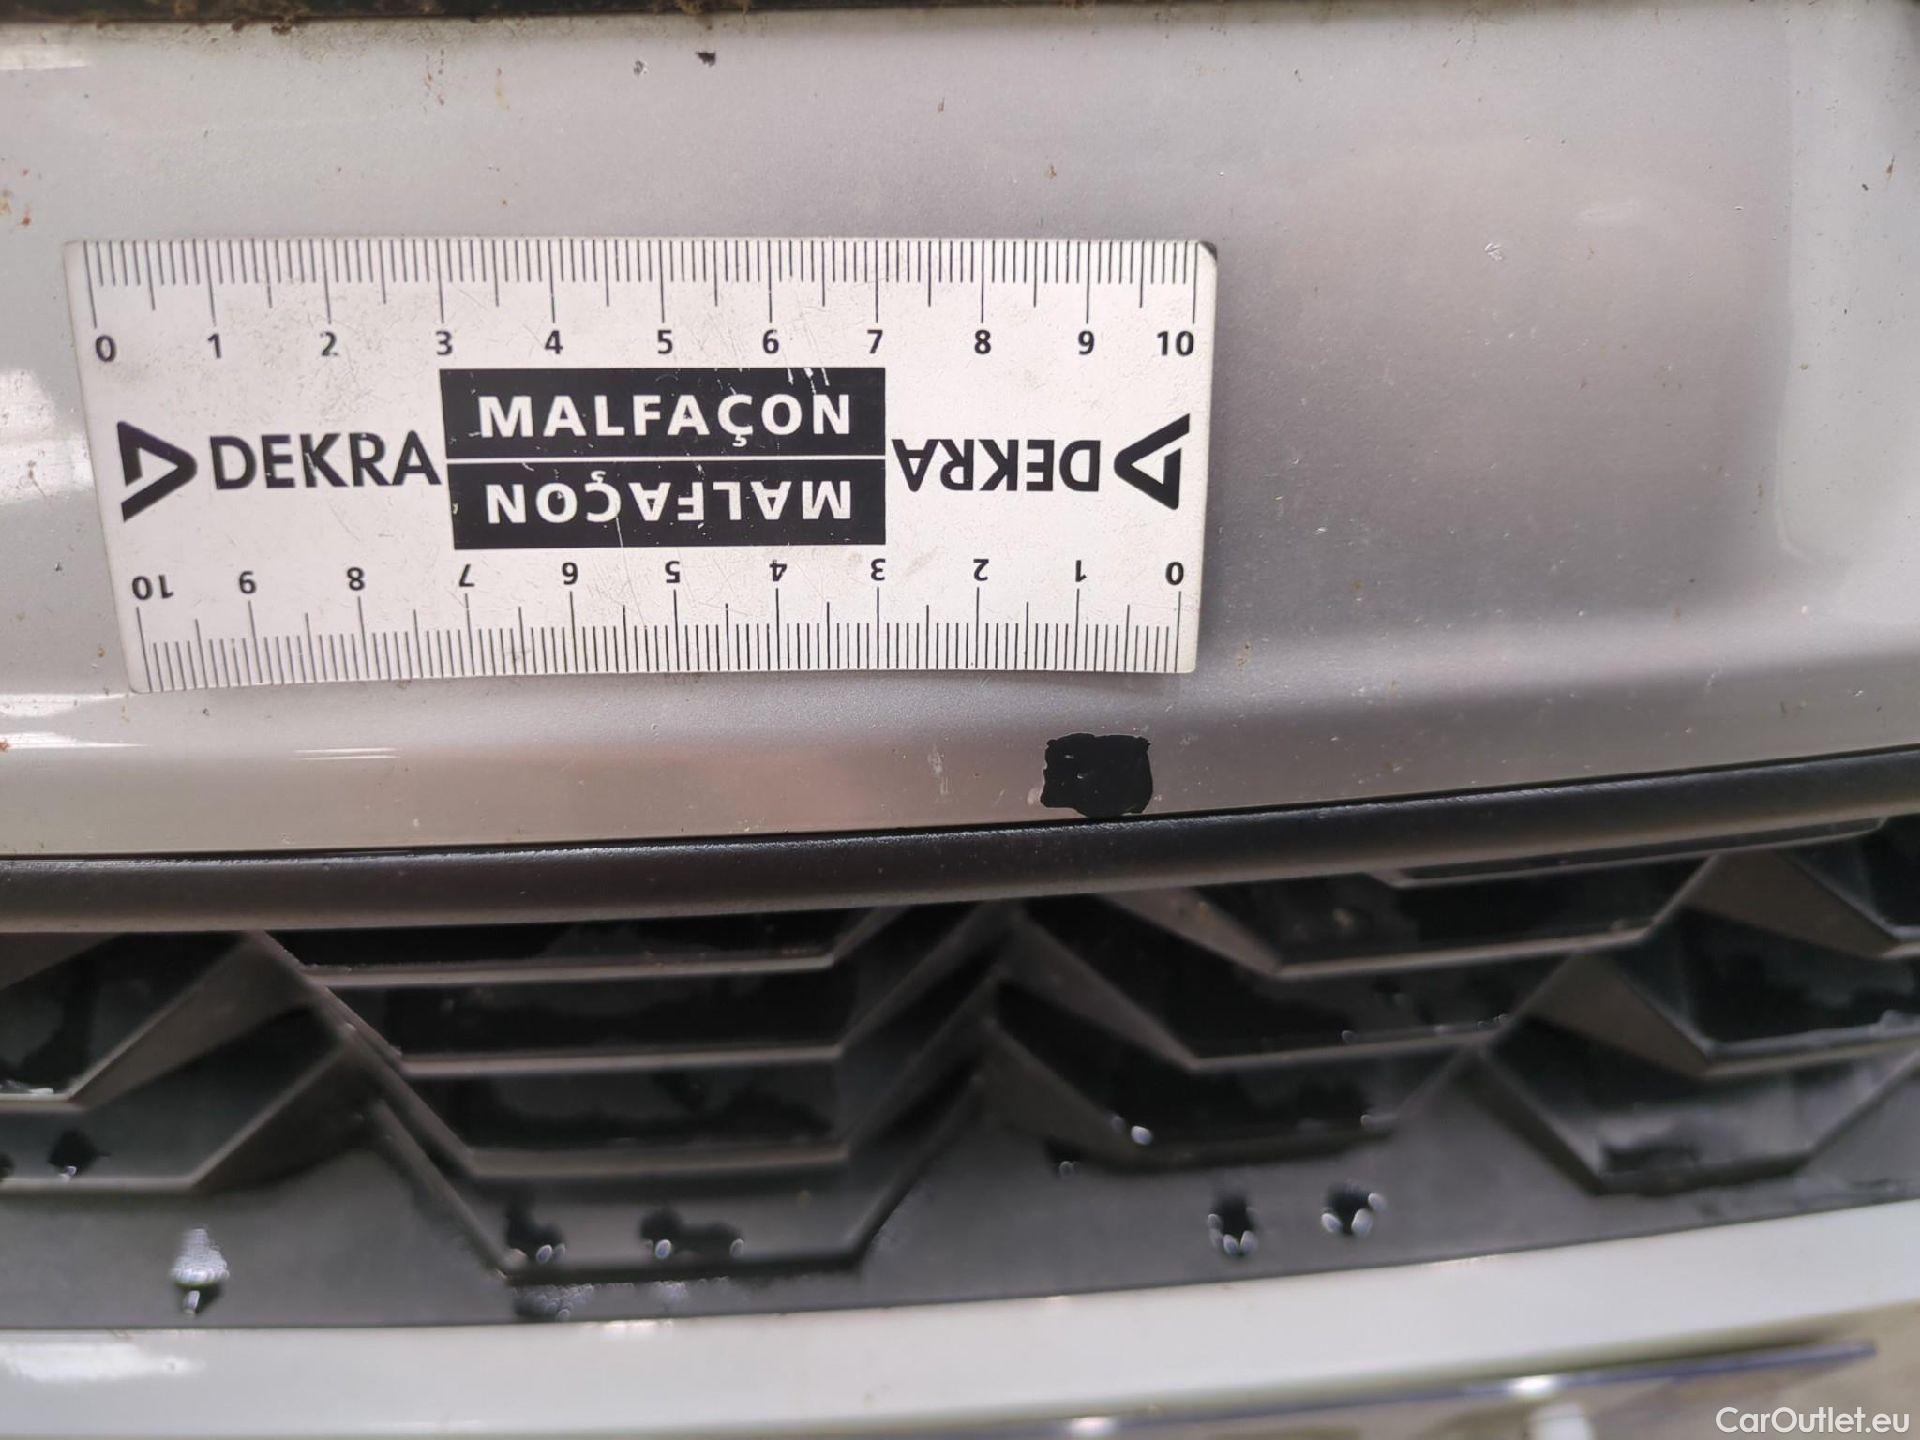 0 1 2 3 4 5 6 7 8 9 10
DEKRA MALFAÇON DEKRA
MALFAÇON
10 9 8 7 6 5 4 3 2 1 0
CarOutlet.eu